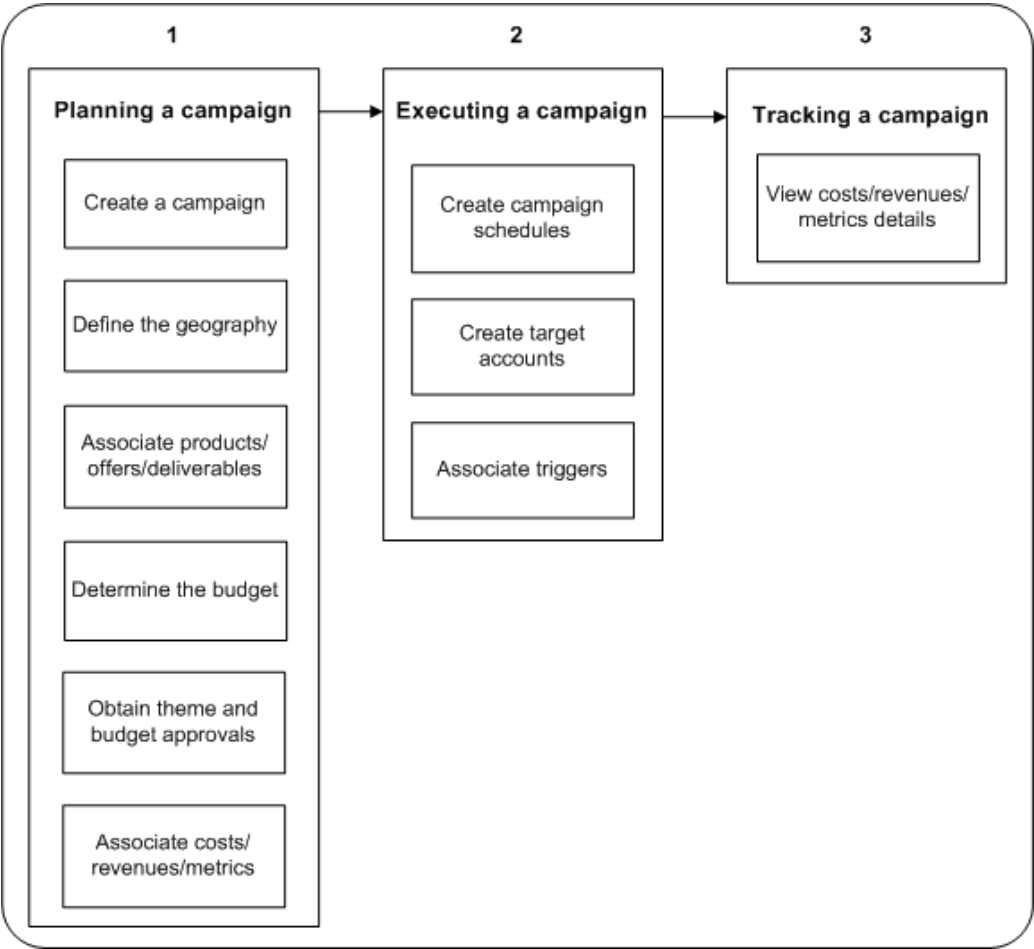 1
Planning a campaign
Create a campaign
Define the geography
Associate products/
offers/deliverables
Determine the budget
Obtain theme and
budget approvals
Associate costs/
revenues/metrics
2
Executing a campaign
Create campaign
schedules
Create target
accounts
Associate triggers
3
Tracking a campaign
View costs/revenues/
metrics details